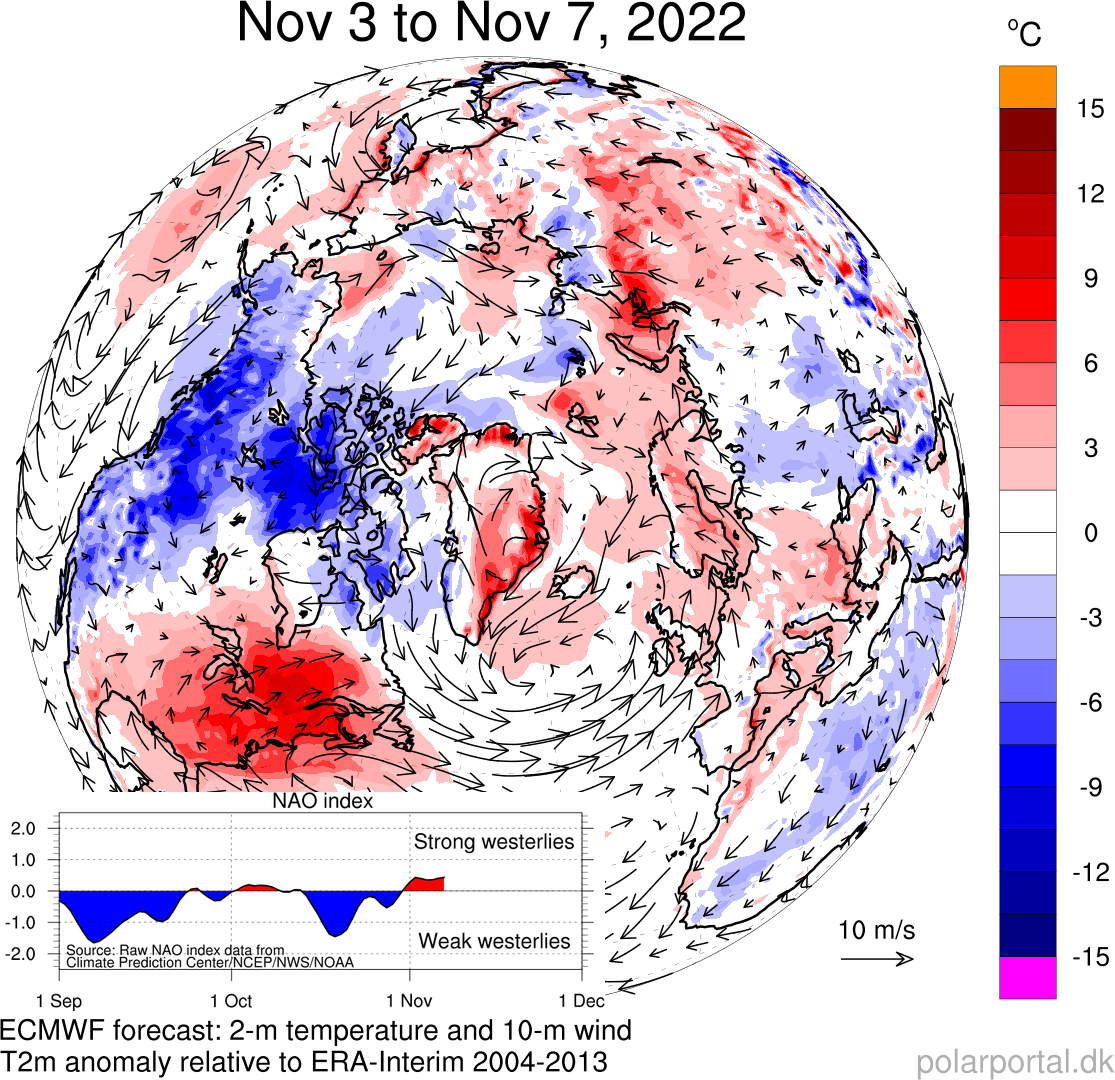 Nov 3 to Nov 7, 2022
°C
15
12
9
6
3
0
-3
-6
-9
-12
-15
NAO index
2.0
1.0
0.0
-1.0
-2.0
Strong westerlies
Weak westerlies
Source: Raw NAO index data from
Climate Prediction Center/NCEP/NWS/NOAA
1 Sep
1 Oct
1 Nov
1 Dec
10 m/s
ECMWF forecast: 2-m temperature and 10-m wind
T2m anomaly relative to ERA-Interim 2004-2013
polarportal.dk